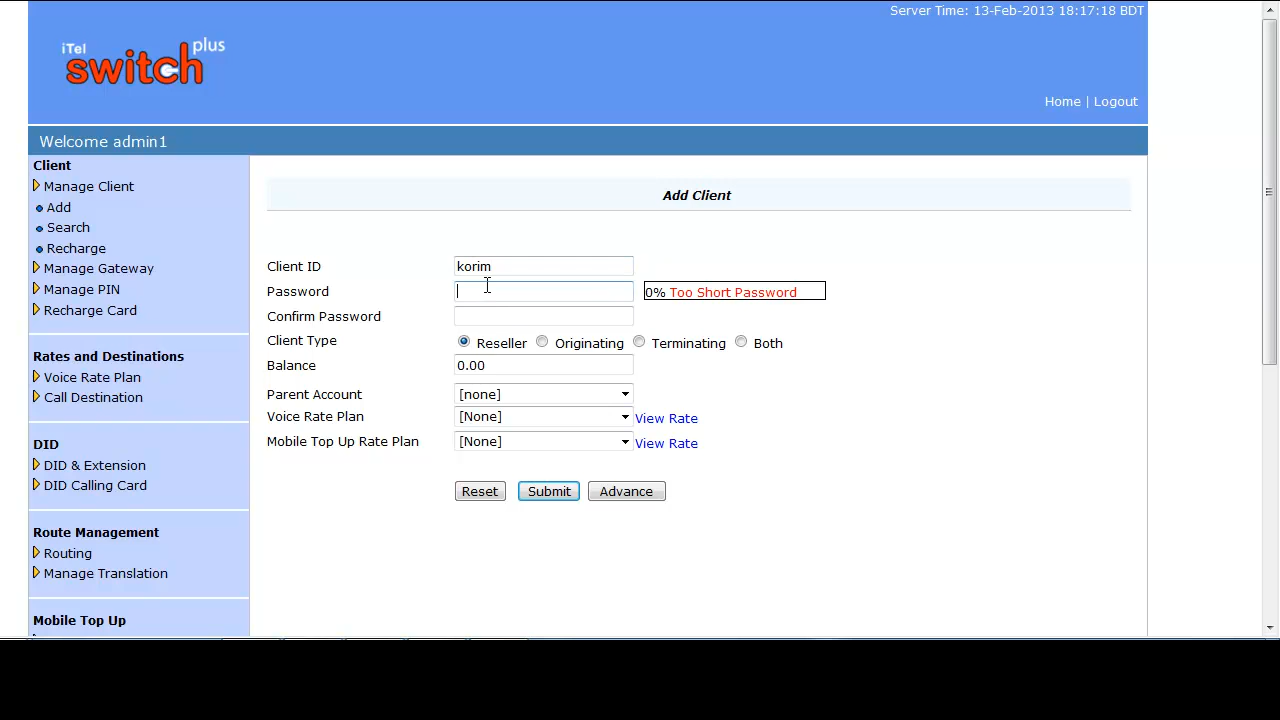 Server Time: 13-Feb-2013 18:17:18 BDT
iTel switch plus
Home | Logout
Welcome admin1
Client
Manage Client
Add
Search
Recharge
Manage Gateway
Manage PIN
Recharge Card
Rates and Destinations
Voice Rate Plan
Call Destination
DID
DID & Extension
DID Calling Card
Route Management
Routing
Manage Translation
Mobile Top Up
Add Client
Client ID korim
Password 0% Too Short Password
Confirm Password
Client Type Reseller Originating Terminating Both
Balance 0.00
Parent Account [none]
Voice Rate Plan [None] View Rate
Mobile Top Up Rate Plan [None] View Rate
Reset Submit Advance